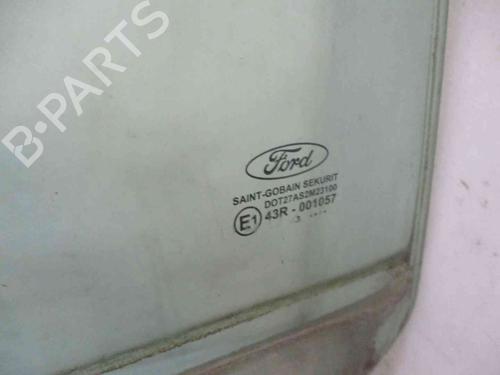 B-PARTS
Ford
SAINT-GOBAIN SEKURIT
DOT27AS2M23100
E1 43R - 001057